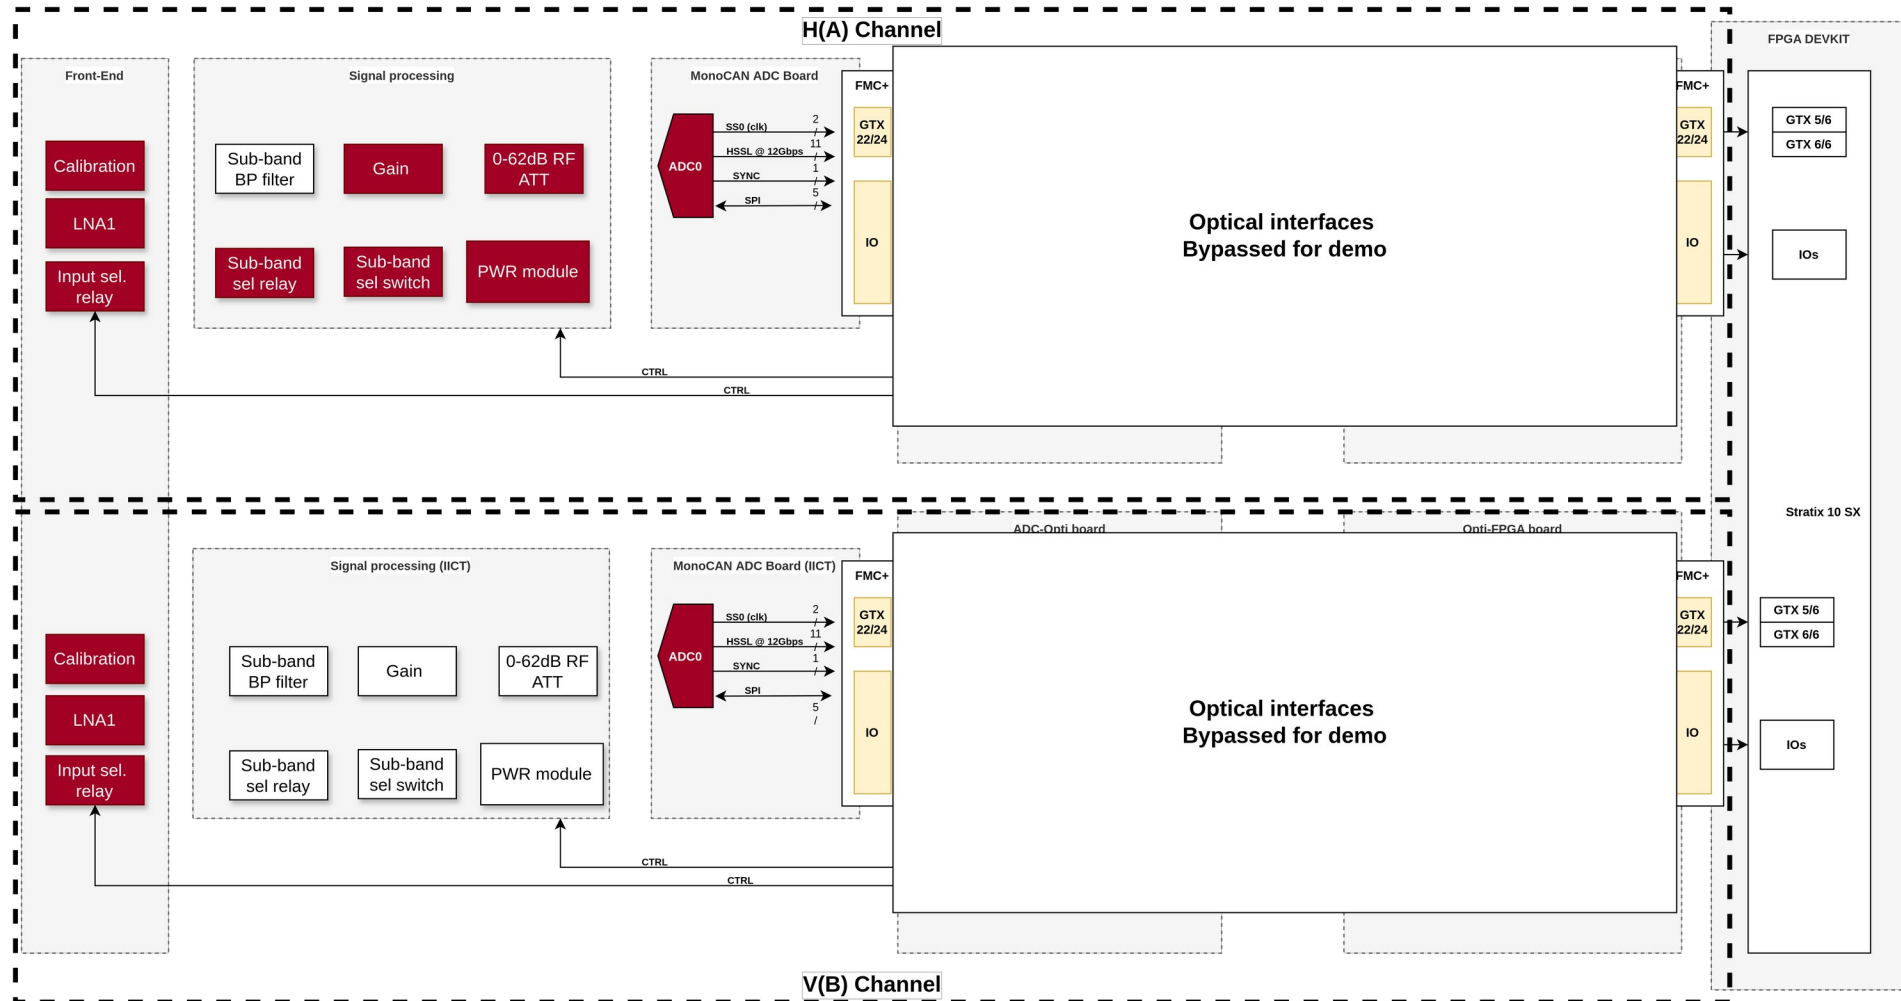 H(A) Channel
FPGA DEVKIT
Front-End
Signal processing
MonoCAN ADC Board
FMC+
FMC+
Calibration
LNA1
Input sel.
relay
Sub-band
BP filter
Gain
0-62dB RF
ATT
Sub-band
sel relay
Sub-band
sel switch
PWR module
ADC0
SS0 (clk)
2
/
HSSL @ 12Gbps
11
/
SYNC
1
/
SPI
5
/
GTX
22/24
IO
Optical interfaces
Bypassed for demo
GTX
22/24
IO
GTX 5/6
GTX 6/6
IOs
CTRL
CTRL
Stratix 10 SX
ADC-Opti board
Opti-FPGA board
Signal processing (IICT)
MonoCAN ADC Board (IICT)
FMC+
FMC+
Calibration
LNA1
Input sel.
relay
Sub-band
BP filter
Gain
0-62dB RF
ATT
Sub-band
sel relay
Sub-band
sel switch
PWR module
ADC0
SS0 (clk)
2
/
HSSL @ 12Gbps
11
/
SYNC
1
/
SPI
5
/
GTX
22/24
IO
Optical interfaces
Bypassed for demo
GTX
22/24
IO
GTX 5/6
GTX 6/6
IOs
CTRL
CTRL
V(B) Channel